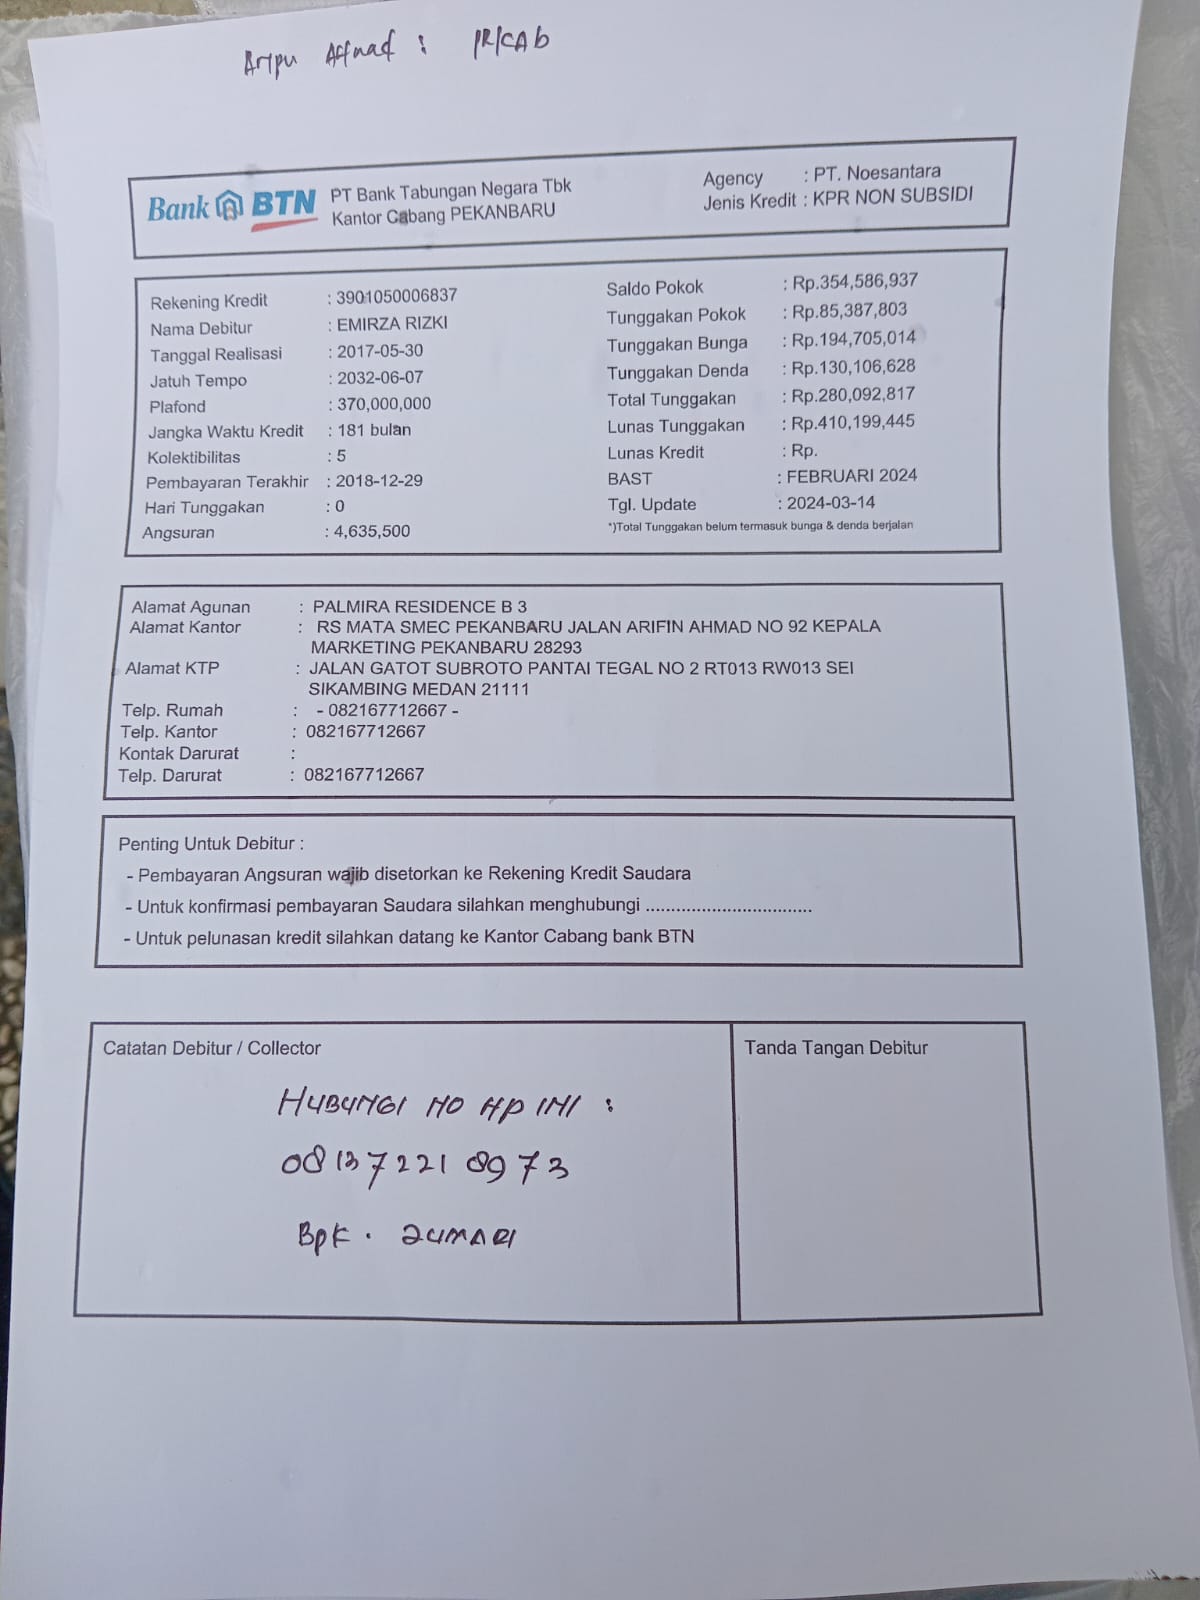 Bank BTN PT Bank Tabungan Negara Tbk
Kantor Cabang PEKANBARU
Agency : PT. Noesantara
Jenis Kredit : KPR NON SUBSIDI
Rekening Kredit : 3901050006837
Nama Debitur : EMIRZA RIZKI
Tanggal Realisasi : 2017-05-30
Jatuh Tempo : 2032-06-07
Plafond : 370,000,000
Jangka Waktu Kredit : 181 bulan
Kolektibilitas : 5
Pembayaran Terakhir : 2018-12-29
Hari Tunggakan : 0
Angsuran : 4,635,500
Saldo Pokok : Rp.354,586,937
Tunggakan Pokok : Rp.85,387,803
Tunggakan Bunga : Rp.194,705,014
Tunggakan Denda : Rp.130,106,628
Total Tunggakan : Rp.280,092,817
Lunas Tunggakan : Rp.410,199,445
Lunas Kredit : Rp.
BAST : FEBRUARI 2024
Tgl. Update : 2024-03-14
*)Total Tunggakan belum termasuk bunga & denda berjalan
Alamat Agunan : PALMIRA RESIDENCE B 3
Alamat Kantor : RS MATA SMEC PEKANBARU JALAN ARIFIN AHMAD NO 92 KEPALA
MARKETING PEKANBARU 28293
Alamat KTP : JALAN GATOT SUBROTO PANTAI TEGAL NO 2 RT013 RW013 SEI
SIKAMBING MEDAN 21111
Telp. Rumah : - 082167712667 -
Telp. Kantor : 082167712667
Kontak Darurat :
Telp. Darurat : 082167712667
Penting Untuk Debitur :
- Pembayaran Angsuran wajib disetorkan ke Rekening Kredit Saudara
- Untuk konfirmasi pembayaran Saudara silahkan menghubungi .................................
- Untuk pelunasan kredit silahkan datang ke Kantor Cabang bank BTN
Catatan Debitur / Collector
HUBUNGI NO HP INI :
081372218973
Bpk. ZUMARI
Tanda Tangan Debitur